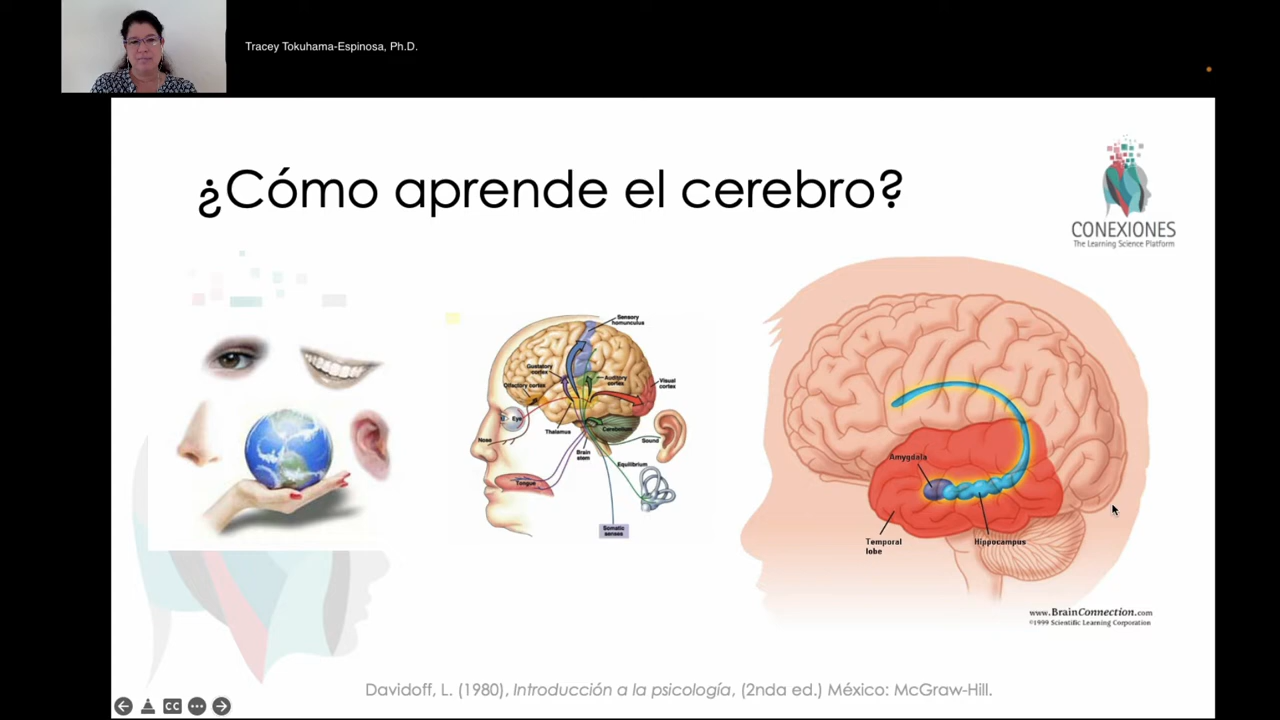 Tracey Tokuhama-Espinosa, Ph.D.
¿Cómo aprende el cerebro?
CONEXIONES
The Learning Science Platform
Sensory
homunculus
Gustatory
cortex
Auditory
cortex
Visual
cortex
Olfactory cortex
Eye
Nose
Thalamus
Cerebellum
Brain
stem
Sound
Equilibrium
Tongue
Somatic
senses
Amygdala
Temporal
lobe
Hippocampus
www.BrainConnection.com
©1999 Scientific Learning Corporation
Davidoff, L. (1980), Introducción a la psicología, (2nda ed.) México: McGraw-Hill.
CC